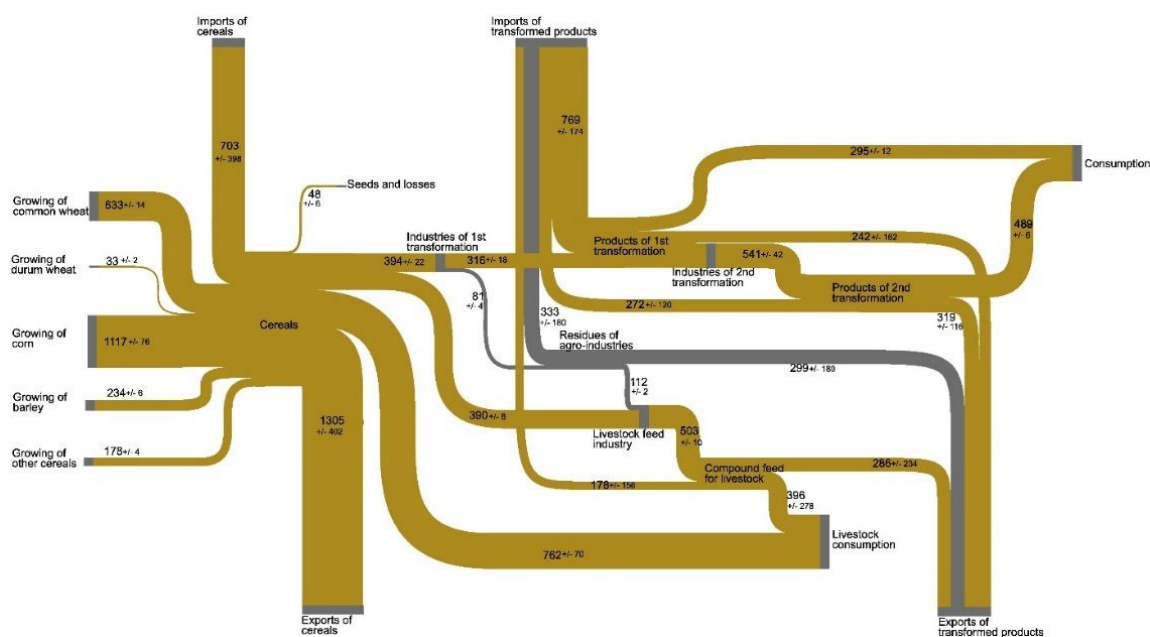 Imports of
cereals
Imports of
transformed products
703
+/- 398
769
+/- 174
295+/- 12
Consumption
Seeds and losses
48
+/- 6
Growing of
common wheat
633+/- 14
489
+/- 6
Industries of 1st
transformation
Products of 1st
transformation
242+/- 162
Growing of
durum wheat
33 +/- 2
394+/- 22
316+/- 18
Industries of 2nd
transformation
541+/- 42
Products of 2nd
transformation
81
+/- 4
272+/- 120
Growing of
corn
1117+/- 76
Cereals
333
+/- 180
319
+/- 116
Residues of
agro-industries
299+/- 189
Growing of
barley
234+/- 6
112
+/- 2
1305
+/- 402
390+/- 8
Livestock feed
industry
503
+/- 10
Growing of
other cereals
178+/- 4
Compound feed
for livestock
286+/- 234
178+/- 156
396
+/- 278
Livestock
consumption
762+/- 70
Exports of
cereals
Exports of
transformed products